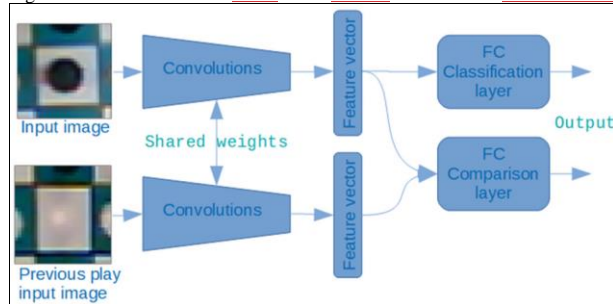 Input image
Convolutions
Feature vector
FC
Classification
layer
Shared weights
Output
Previous play
input image
Convolutions
Feature vector
FC
Comparison
layer